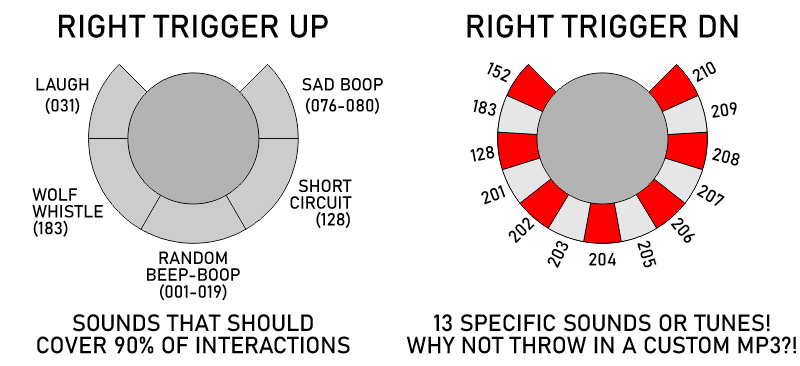 RIGHT TRIGGER UP
LAUGH
(031)
SAD BOOP
(076-080)
WOLF
WHISTLE
(183)
SHORT
CIRCUIT
(128)
RANDOM
BEEP-BOOP
(001-019)
SOUNDS THAT SHOULD
COVER 90% OF INTERACTIONS
RIGHT TRIGGER DN
152
183
128
201
202
203
204
205
206
207
208
209
210
13 SPECIFIC SOUNDS OR TUNES!
WHY NOT THROW IN A CUSTOM MP3?!